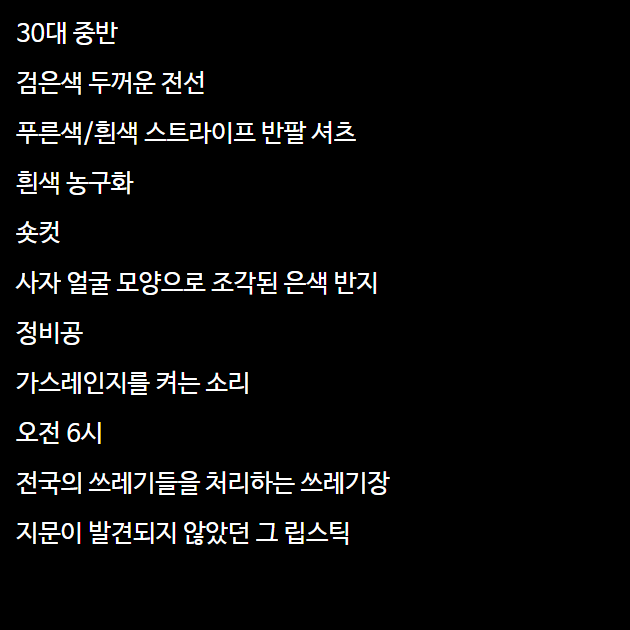 30대 중반
검은색 두꺼운 전선
푸른색/흰색 스트라이프 반팔 셔츠
흰색 농구화
숏컷
사자 얼굴 모양으로 조각된 은색 반지
정비공
가스레인지를 켜는 소리
오전 6시
전국의 쓰레기들을 처리하는 쓰레기장
지문이 발견되지 않았던 그 립스틱